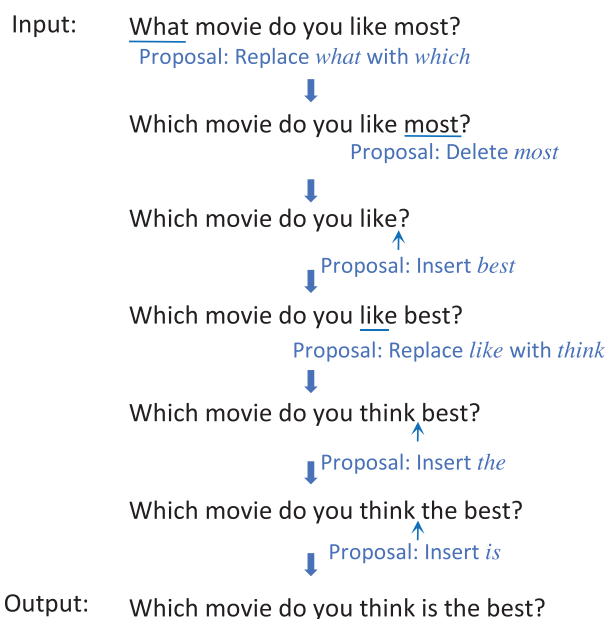 Input: What movie do you like most?
Proposal: Replace what with which
Which movie do you like most?
Proposal: Delete most
Which movie do you like?
Proposal: Insert best
Which movie do you like best?
Proposal: Replace like with think
Which movie do you think best?
Proposal: Insert the
Which movie do you think the best?
Proposal: Insert is
Output: Which movie do you think is the best?